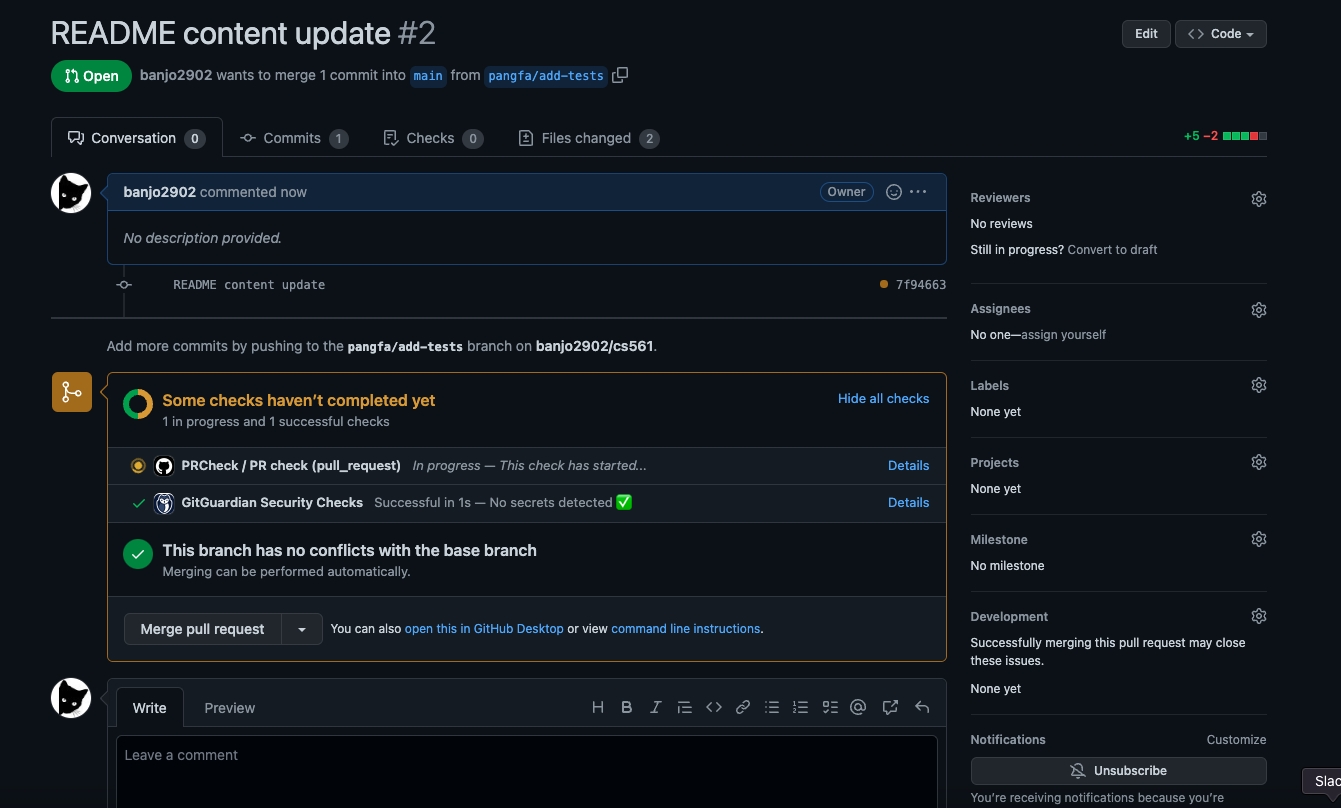 README content update #2
Edit
<> Code
Open banjo2902 wants to merge 1 commit into main from pangfa/add-tests
Conversation 0 Commits 1 Checks 0 Files changed 2 +5 −2
banjo2902 commented now Owner
No description provided.
README content update 7f94663
Add more commits by pushing to the pangfa/add-tests branch on banjo2902/cs561.
Some checks haven’t completed yet Hide all checks
1 in progress and 1 successful checks
PRCheck / PR check (pull_request) In progress — This check has started... Details
GitGuardian Security Checks Successful in 1s — No secrets detected ✅ Details
This branch has no conflicts with the base branch
Merging can be performed automatically.
Merge pull request You can also open this in GitHub Desktop or view command line instructions.
Write Preview
Leave a comment
Reviewers
No reviews
Still in progress? Convert to draft
Assignees
No one—assign yourself
Labels
None yet
Projects
None yet
Milestone
No milestone
Development
Successfully merging this pull request may close
these issues.
None yet
Notifications Customize
Unsubscribe
You’re receiving notifications because you’re